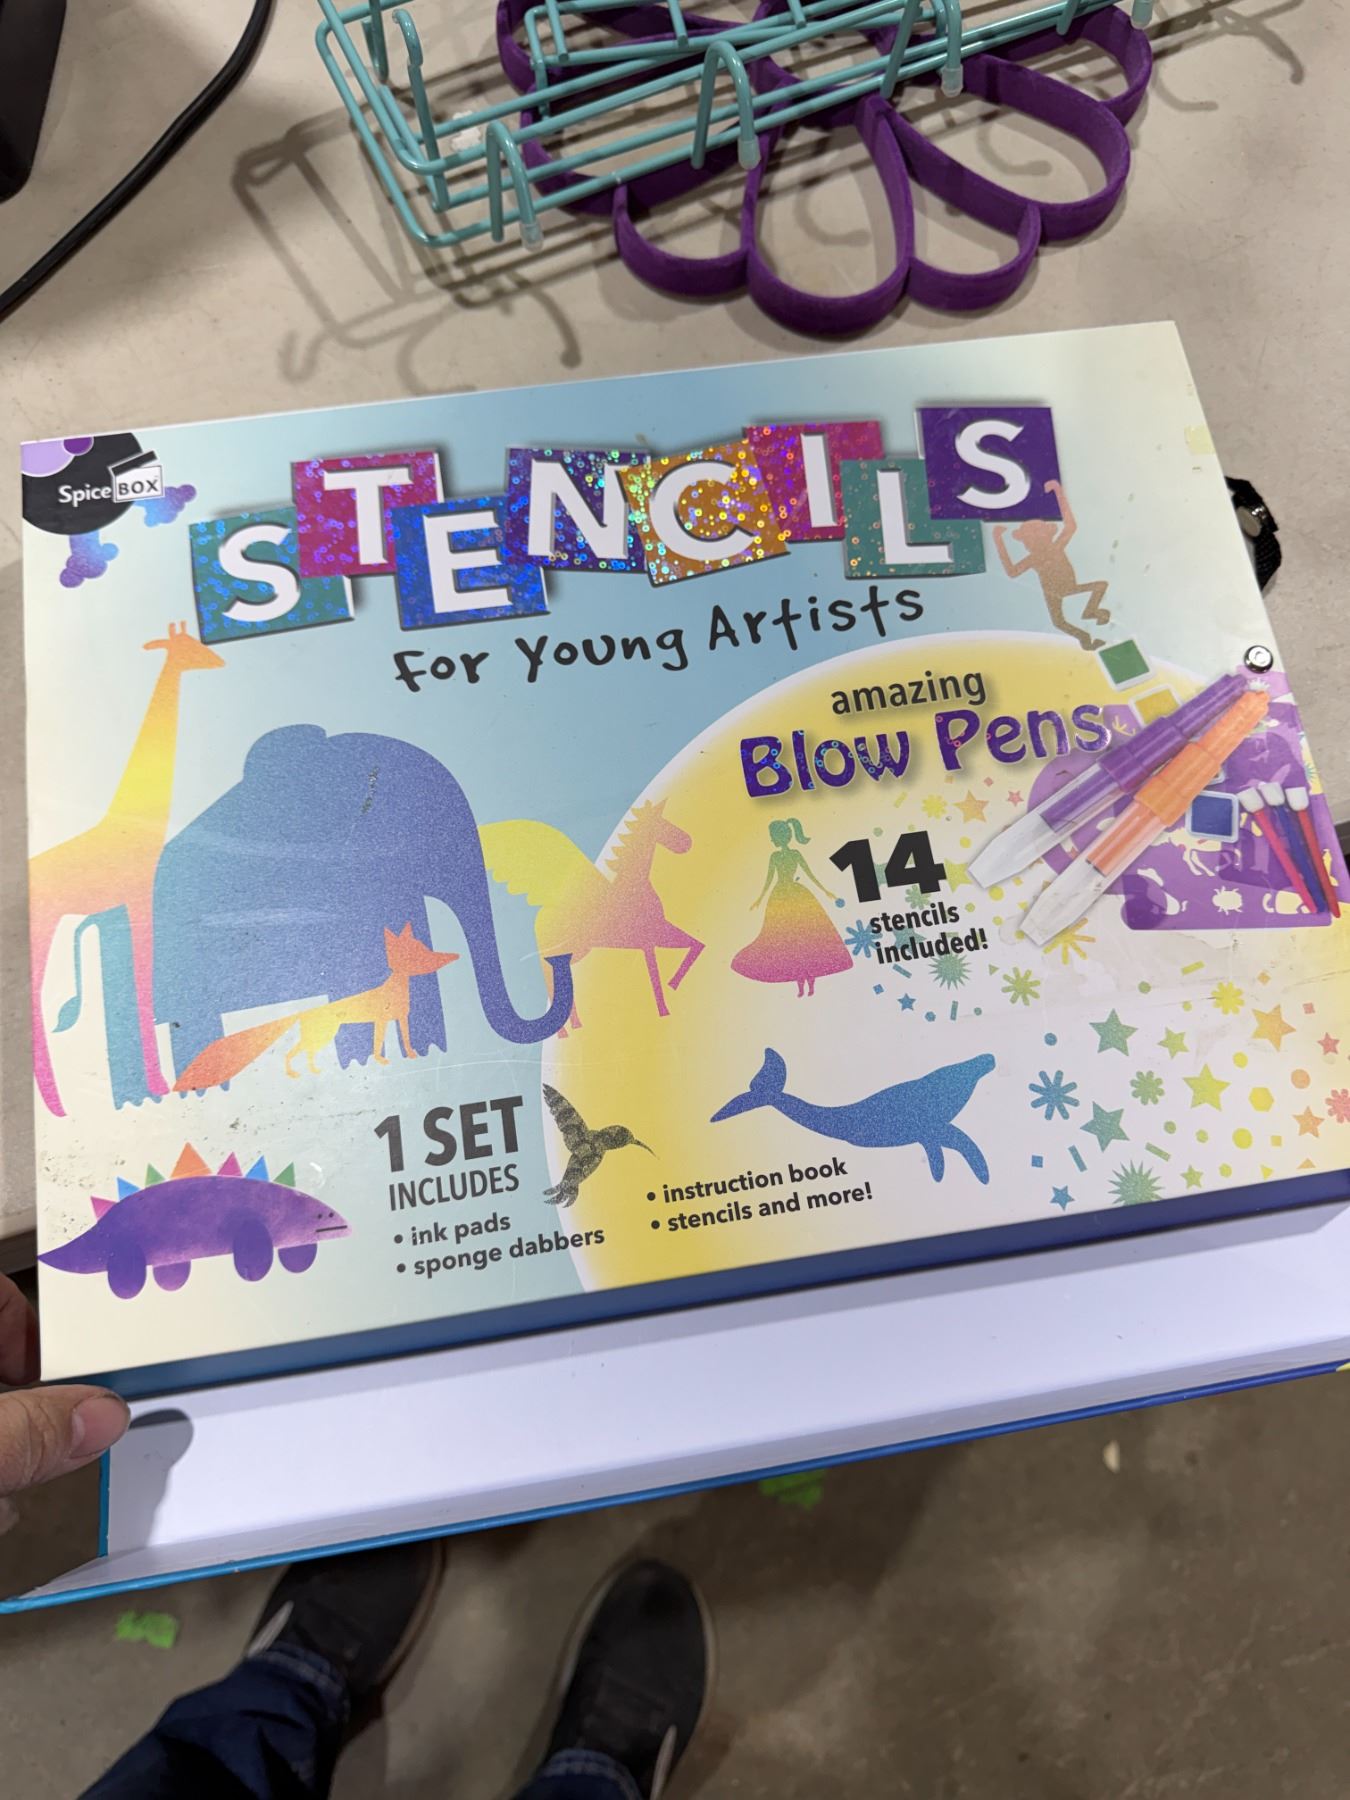 Spice BOX
STENCILS
for Young Artists
amazing
Blow Pens
14
stencils
included!
1 SET
INCLUDES
• ink pads
• sponge dabbers
• instruction book
• stencils and more!